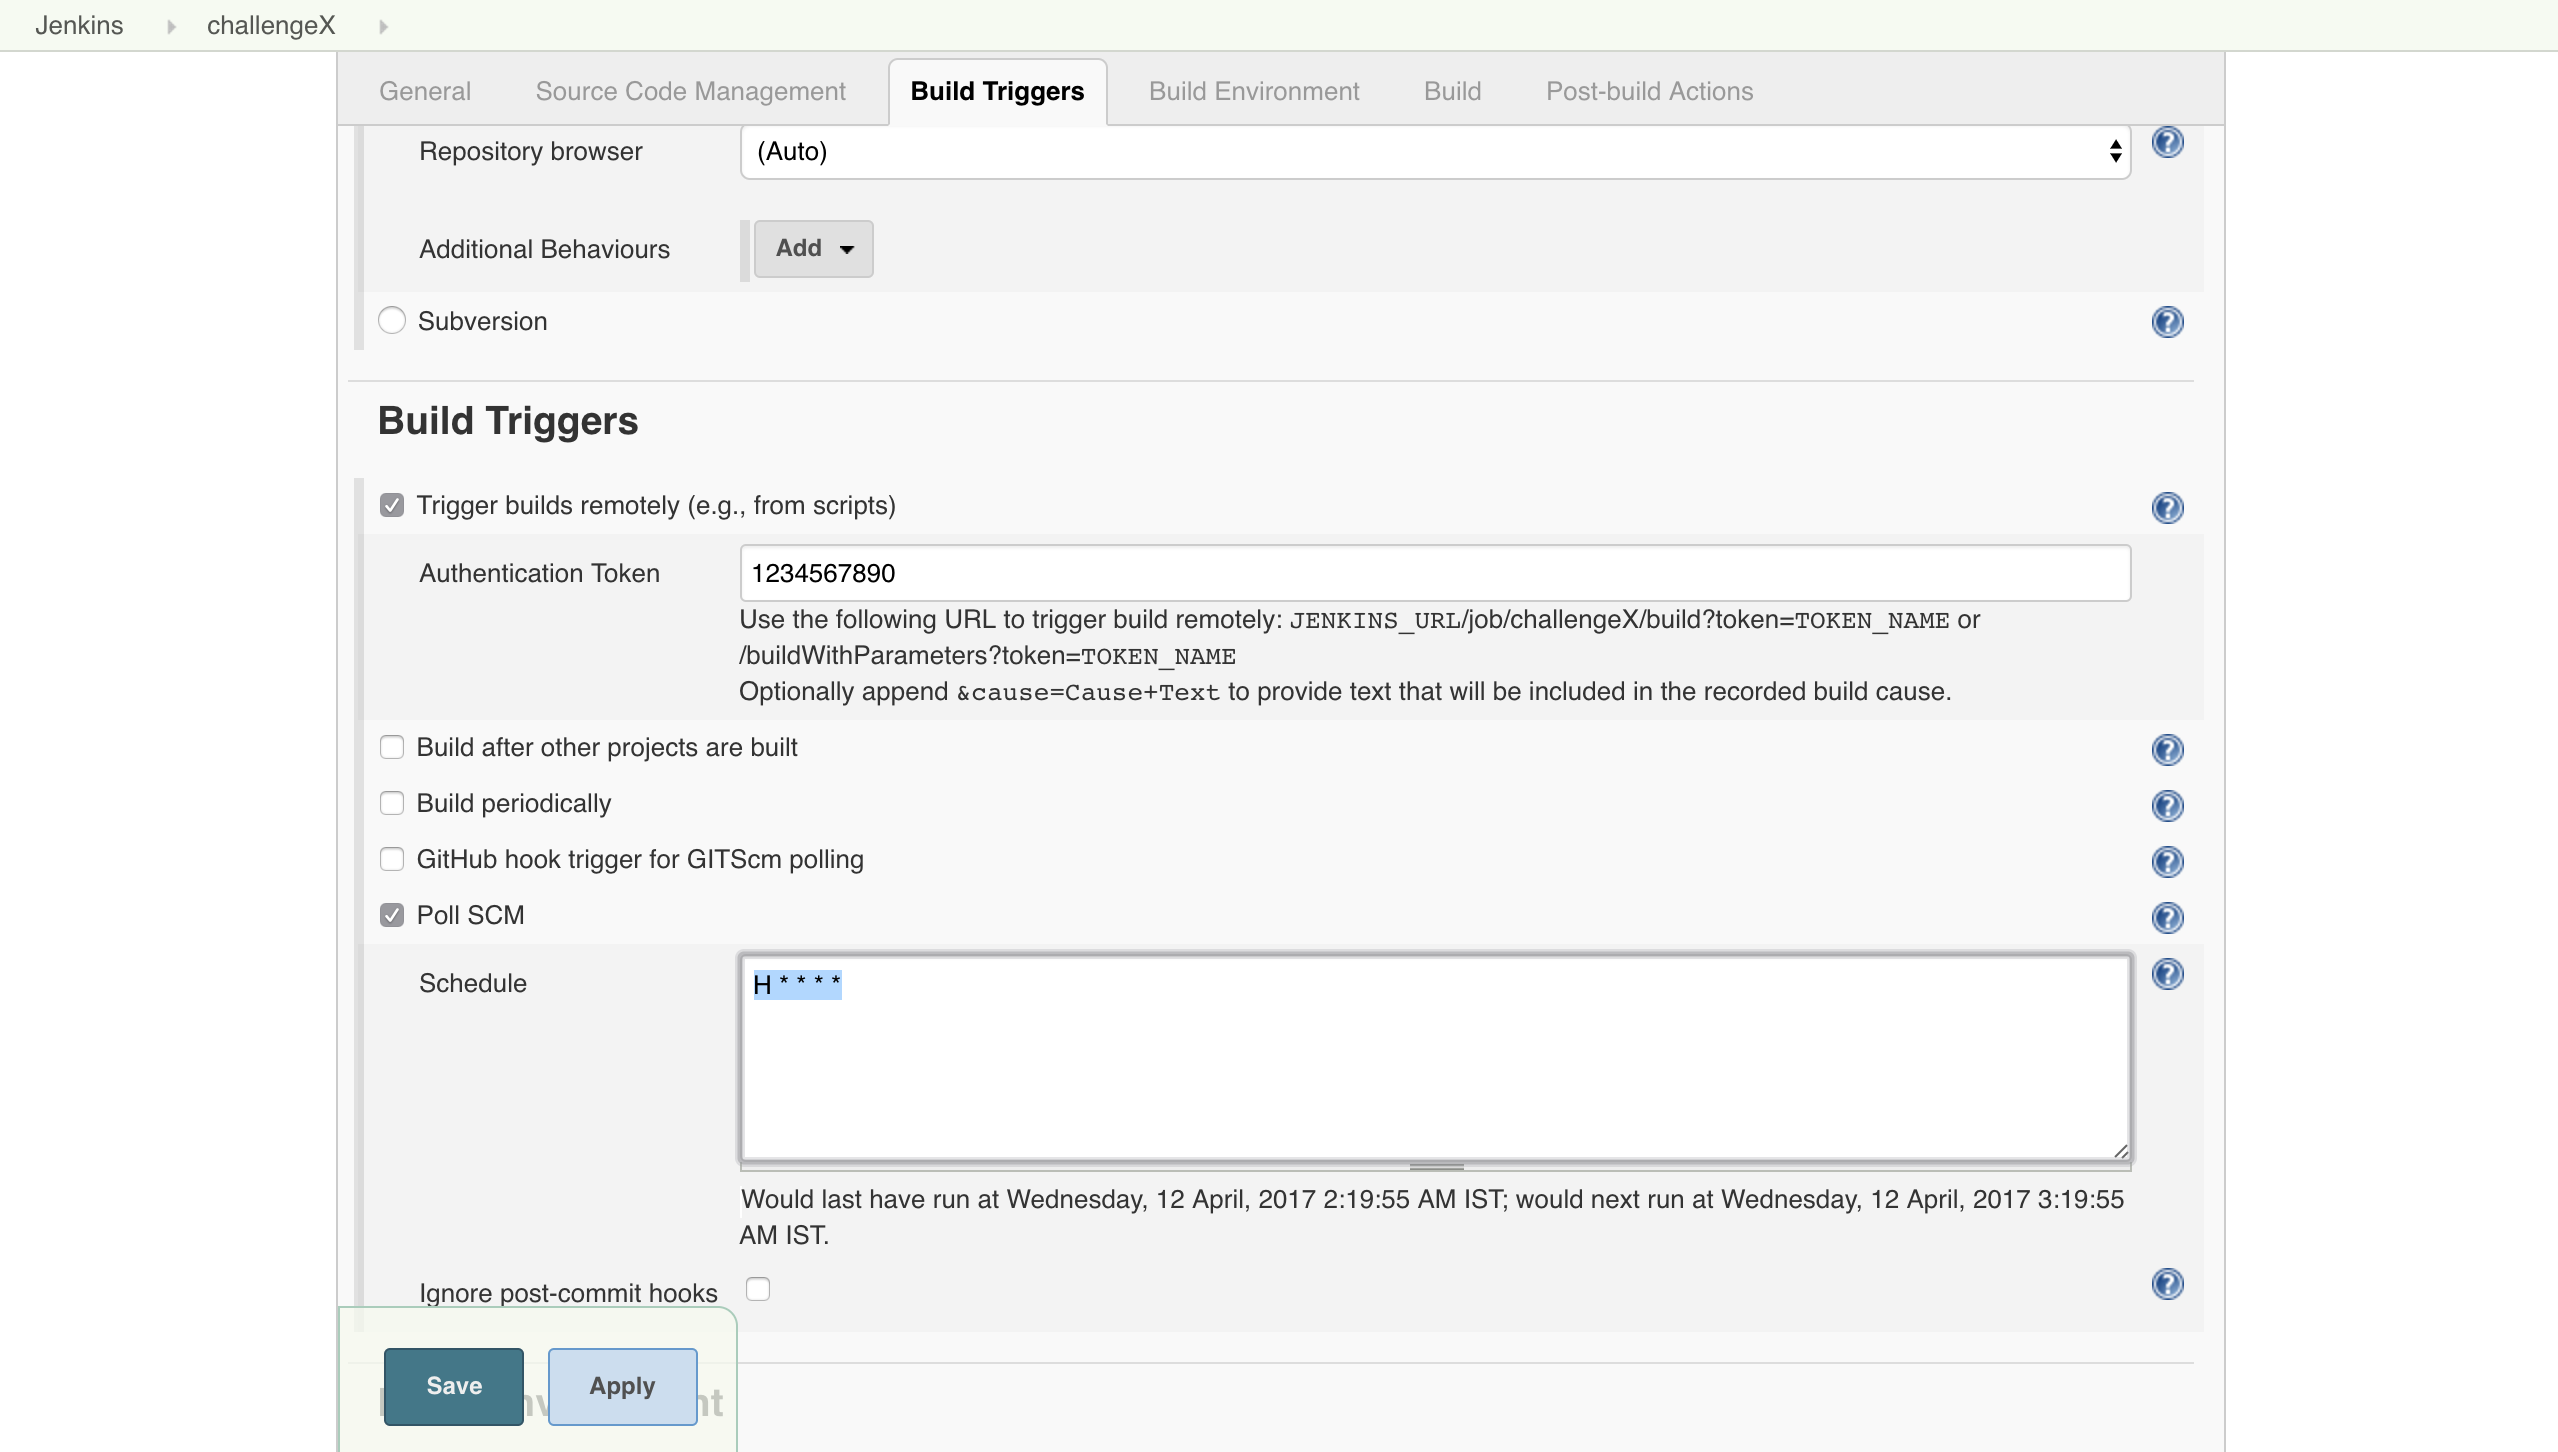 Jenkins challengeX
General Source Code Management Build Triggers Build Environment Build Post-build Actions
Repository browser (Auto)
Additional Behaviours Add
Subversion
Build Triggers
Trigger builds remotely (e.g., from scripts)
Authentication Token 1234567890
Use the following URL to trigger build remotely: JENKINS_URL/job/challengeX/build?token=TOKEN_NAME or
/buildWithParameters?token=TOKEN_NAME
Optionally append &cause=Cause+Text to provide text that will be included in the recorded build cause.
Build after other projects are built
Build periodically
GitHub hook trigger for GITScm polling
Poll SCM
Schedule H * * * *
Would last have run at Wednesday, 12 April, 2017 2:19:55 AM IST; would next run at Wednesday, 12 April, 2017 3:19:55
AM IST.
Ignore post-commit hooks
Save Apply